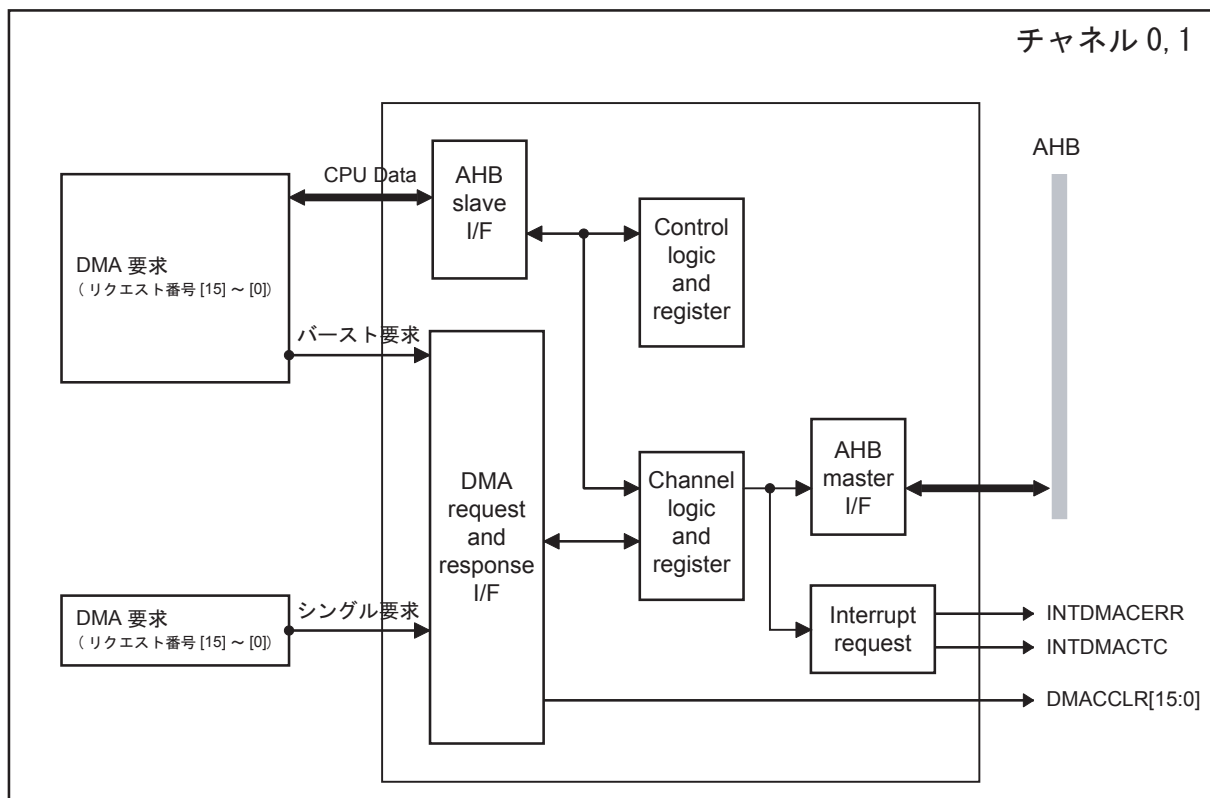 チャネル 0, 1
AHB
CPU Data
AHB
slave
I/F
Control
logic
and
register
DMA 要求
( リクエスト番号 [15] ～ [0])
バースト要求
DMA
request
and
response
I/F
Channel
logic
and
register
AHB
master
I/F
DMA 要求
( リクエスト番号 [15] ～ [0])
シングル要求
Interrupt
request
INTDMACERR
INTDMACTC
DMACCLR[15:0]